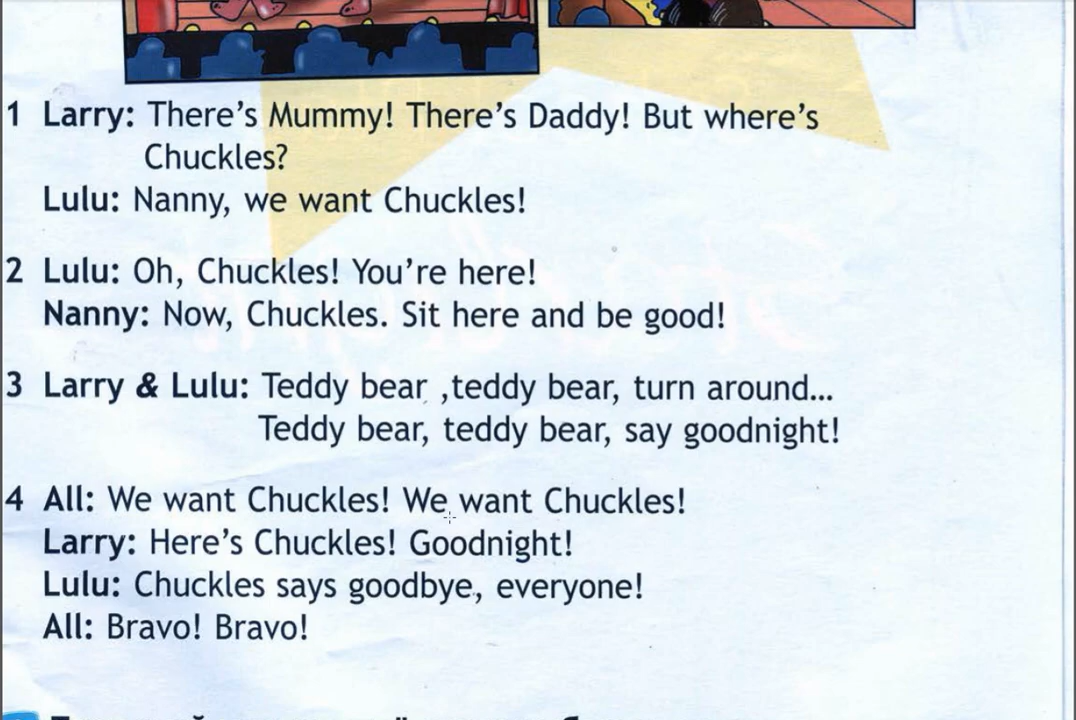 1 Larry: There's Mummy! There's Daddy! But where's
Chuckles?
Lulu: Nanny, we want Chuckles!
2 Lulu: Oh, Chuckles! You're here!
Nanny: Now, Chuckles. Sit here and be good!
3 Larry & Lulu: Teddy bear ,teddy bear, turn around...
Teddy bear, teddy bear, say goodnight!
4 All: We want Chuckles! We want Chuckles!
Larry: Here's Chuckles! Goodnight!
Lulu: Chuckles says goodbye, everyone!
All: Bravo! Bravo!